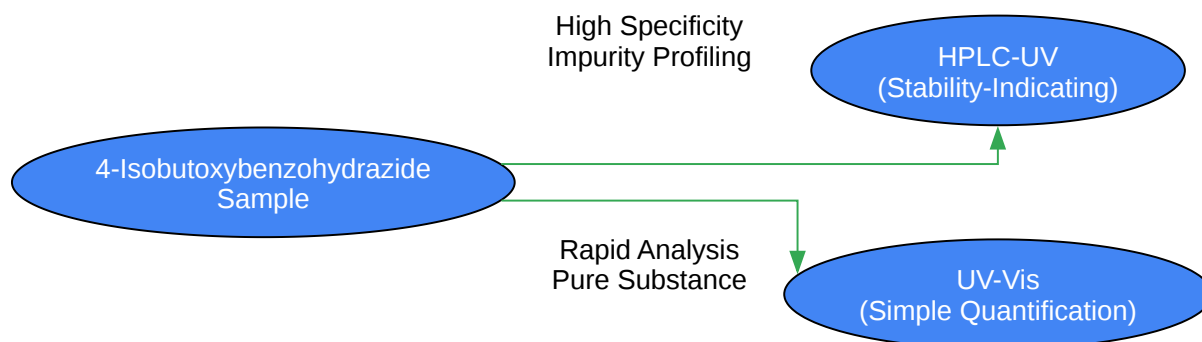 High Specificity
Impurity Profiling
HPLC-UV
(Stability-Indicating)
4-Isobutoxybenzohydrazide
Sample
Rapid Analysis
Pure Substance
UV-Vis
(Simple Quantification)